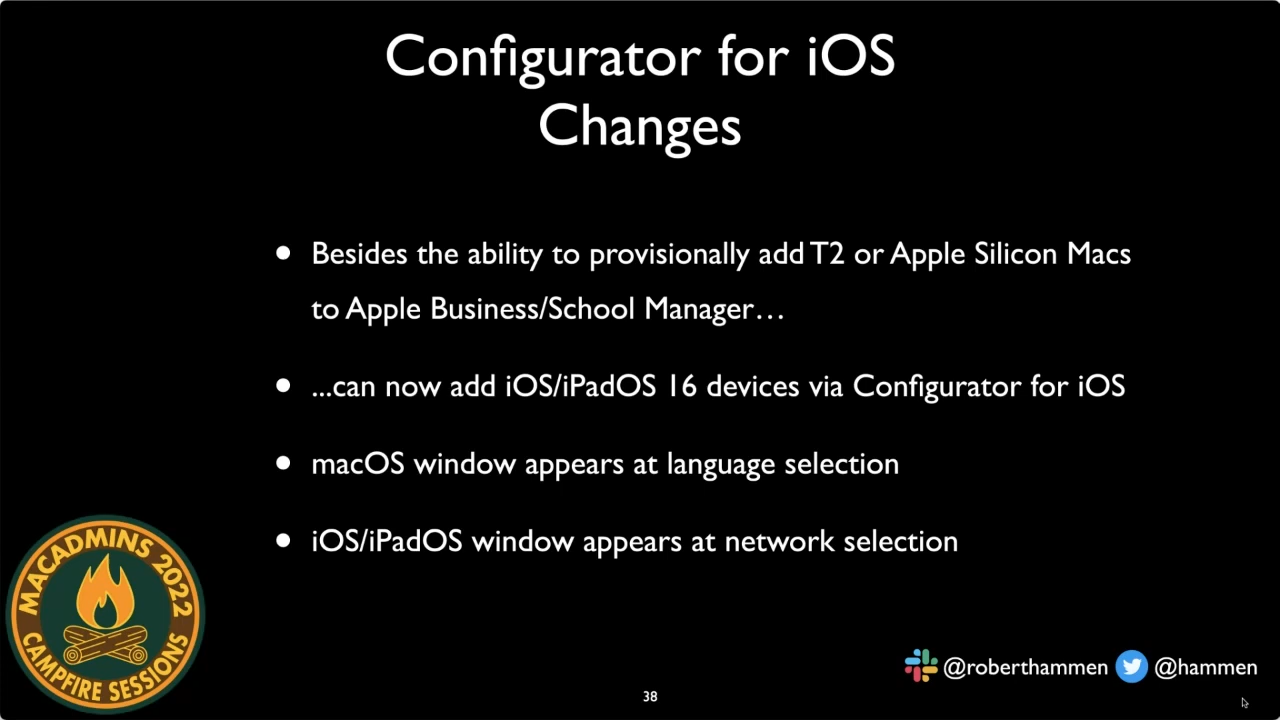 Configurator for iOS
Changes
• Besides the ability to provisionally add T2 or Apple Silicon Macs
to Apple Business/School Manager…
• ...can now add iOS/iPadOS 16 devices via Configurator for iOS
• macOS window appears at language selection
• iOS/iPadOS window appears at network selection
MACADMINS 2022
CAMPFIRE SESSIONS
@roberthammen @hammen
38